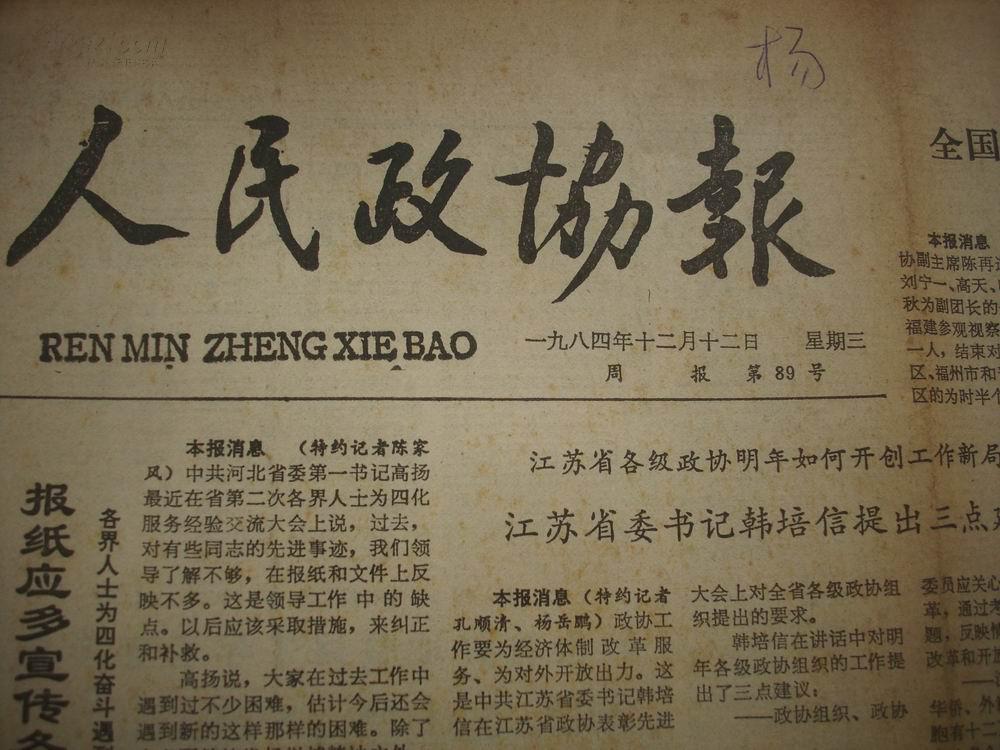 杨
人民政协報
REN MIN ZHENG XIE BAO
一九八四年十二月十二日 星期三
周 报 第89号
全国
本报消息
协副主席陈再
刘宁一、高天、
秋为副团长的
福建参观视察
一人，结束对
区、福州市和
区的为时半个
报纸应多宣传各
各界人士为四化奋斗遇到
本报消息 （特约记者陈家
风）中共河北省委第一书记高扬
最近在省第二次各界人士为四化
服务经验交流大会上说，过去，
对有些同志的先进事迹，我们领
导了解不够，在报纸和文件上反
映不多。这是领导工作中的缺
点。以后应该采取措施，来纠正
和补救。
高扬说，大家在过去工作中
遇到过不少困难，估计今后还会
遇到新的这样那样的困难。除了
江苏省各级政协明年如何开创工作新局
江苏省委书记韩培信提出三点
本报消息（特约记者
孔顺清、杨岳鹏）政协工
作要为经济体制改革服
务、为对外开放出力。这
是中共江苏省委书记韩培
信在江苏省政协表彰先进
大会上对全省各级政协组
织提出的要求。
韩培信在讲话中对明
年各级政协组织的工作提
出了三点建议：
——政协组织、政协
委员应关心
革，通过
题，反映
改革和开
华侨、外
胞有十二